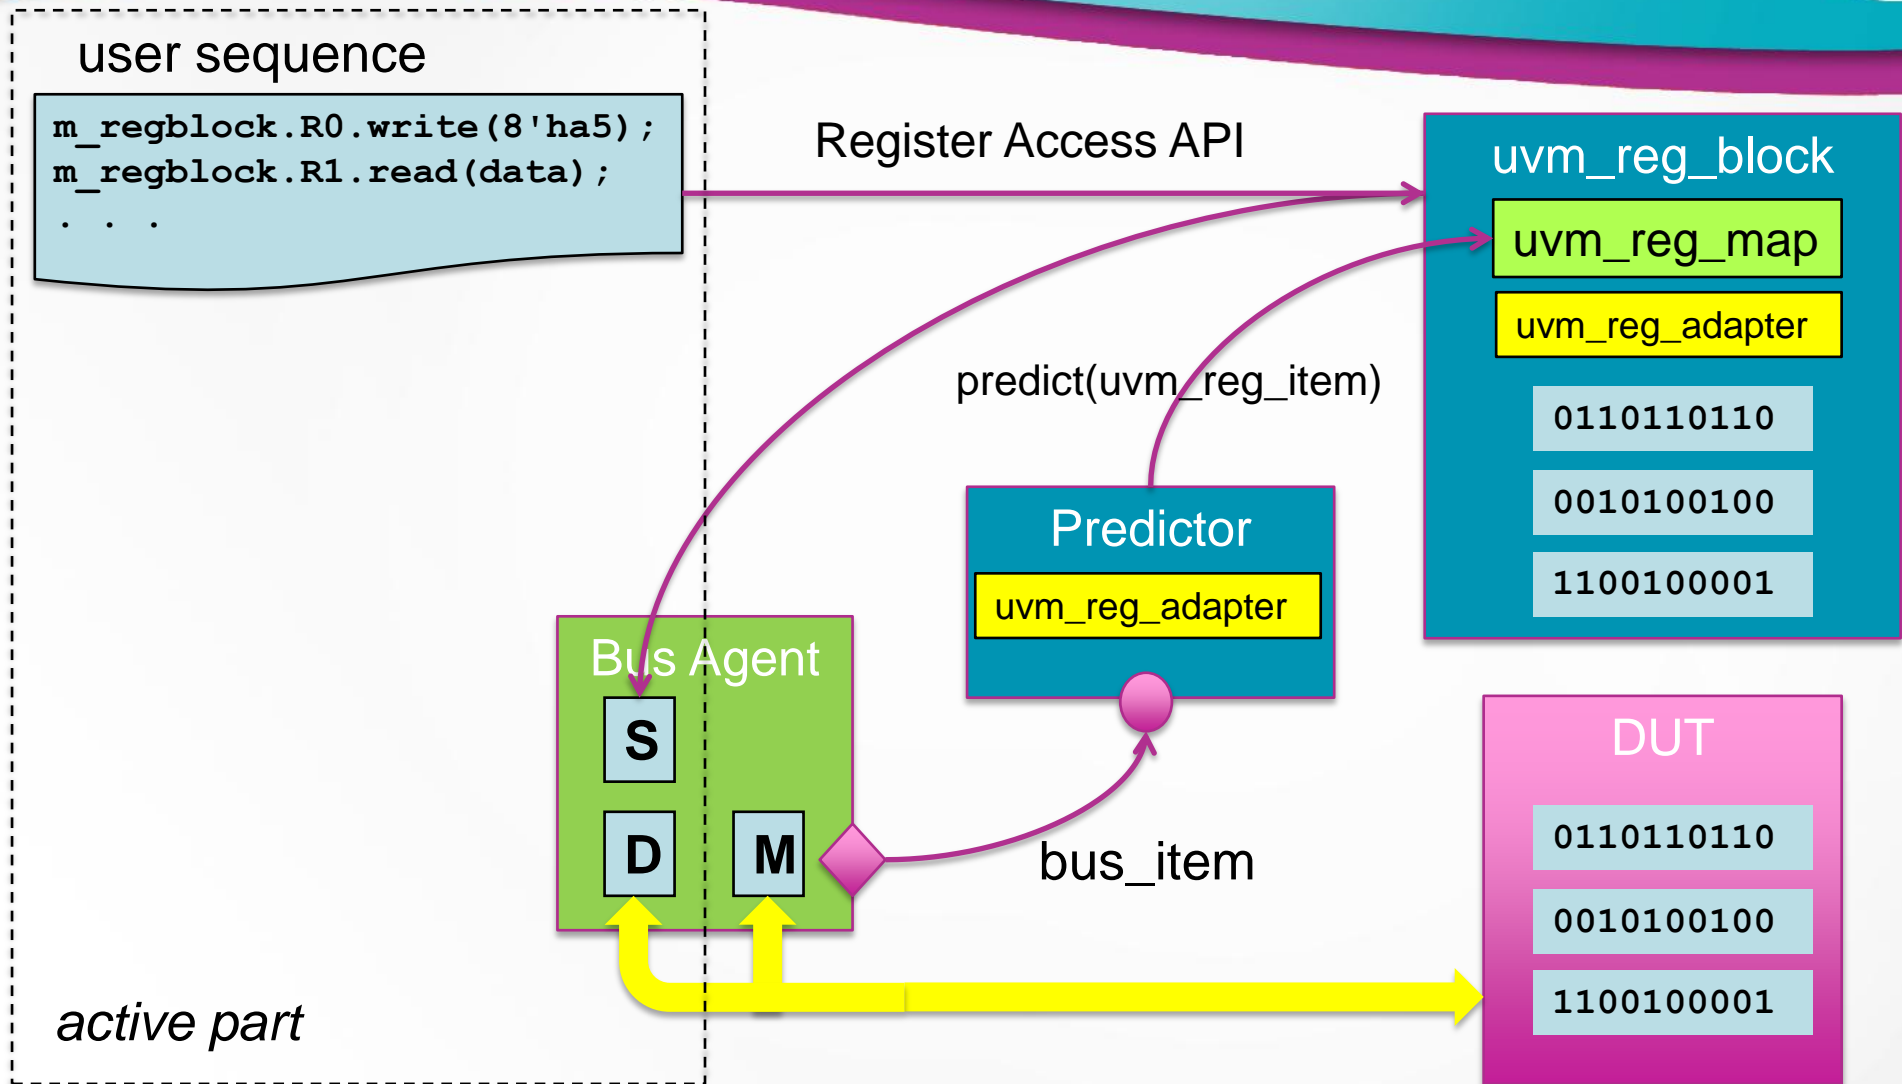 user sequence
m_regblock.R0.write(8'ha5);
m_regblock.R1.read(data);
. . .
Register Access API
uvm_reg_block
uvm_reg_map
uvm_reg_adapter
0110110110
0010100100
1100100001
predict(uvm_reg_item)
Predictor
uvm_reg_adapter
Bus Agent
S
D
M
bus_item
DUT
0110110110
0010100100
1100100001
active part